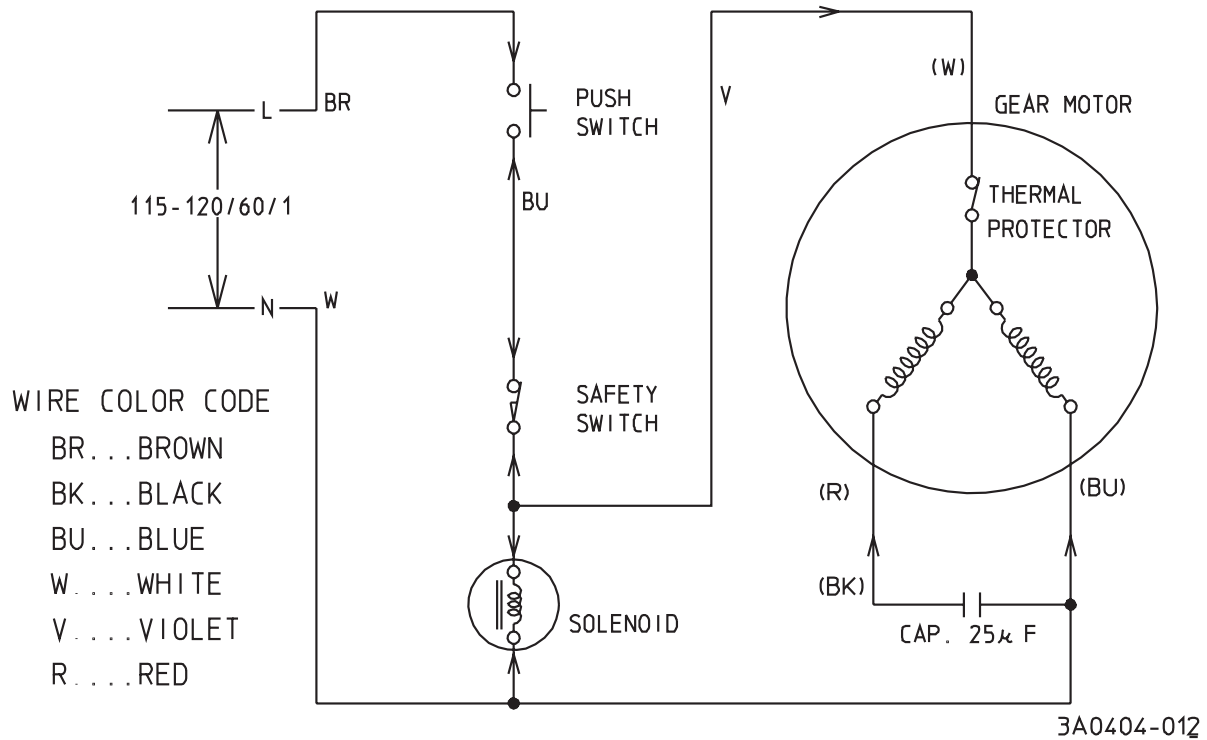 L
BR
115-120/60/1
N
W
PUSH
SWITCH
BU
SAFETY
SWITCH
V
(W)
GEAR MOTOR
THERMAL
PROTECTOR
(R)
(BU)
(BK)
CAP. 25μF
SOLENOID
WIRE COLOR CODE
BR...BROWN
BK...BLACK
BU...BLUE
W....WHITE
V....VIOLET
R....RED
3A0404-012